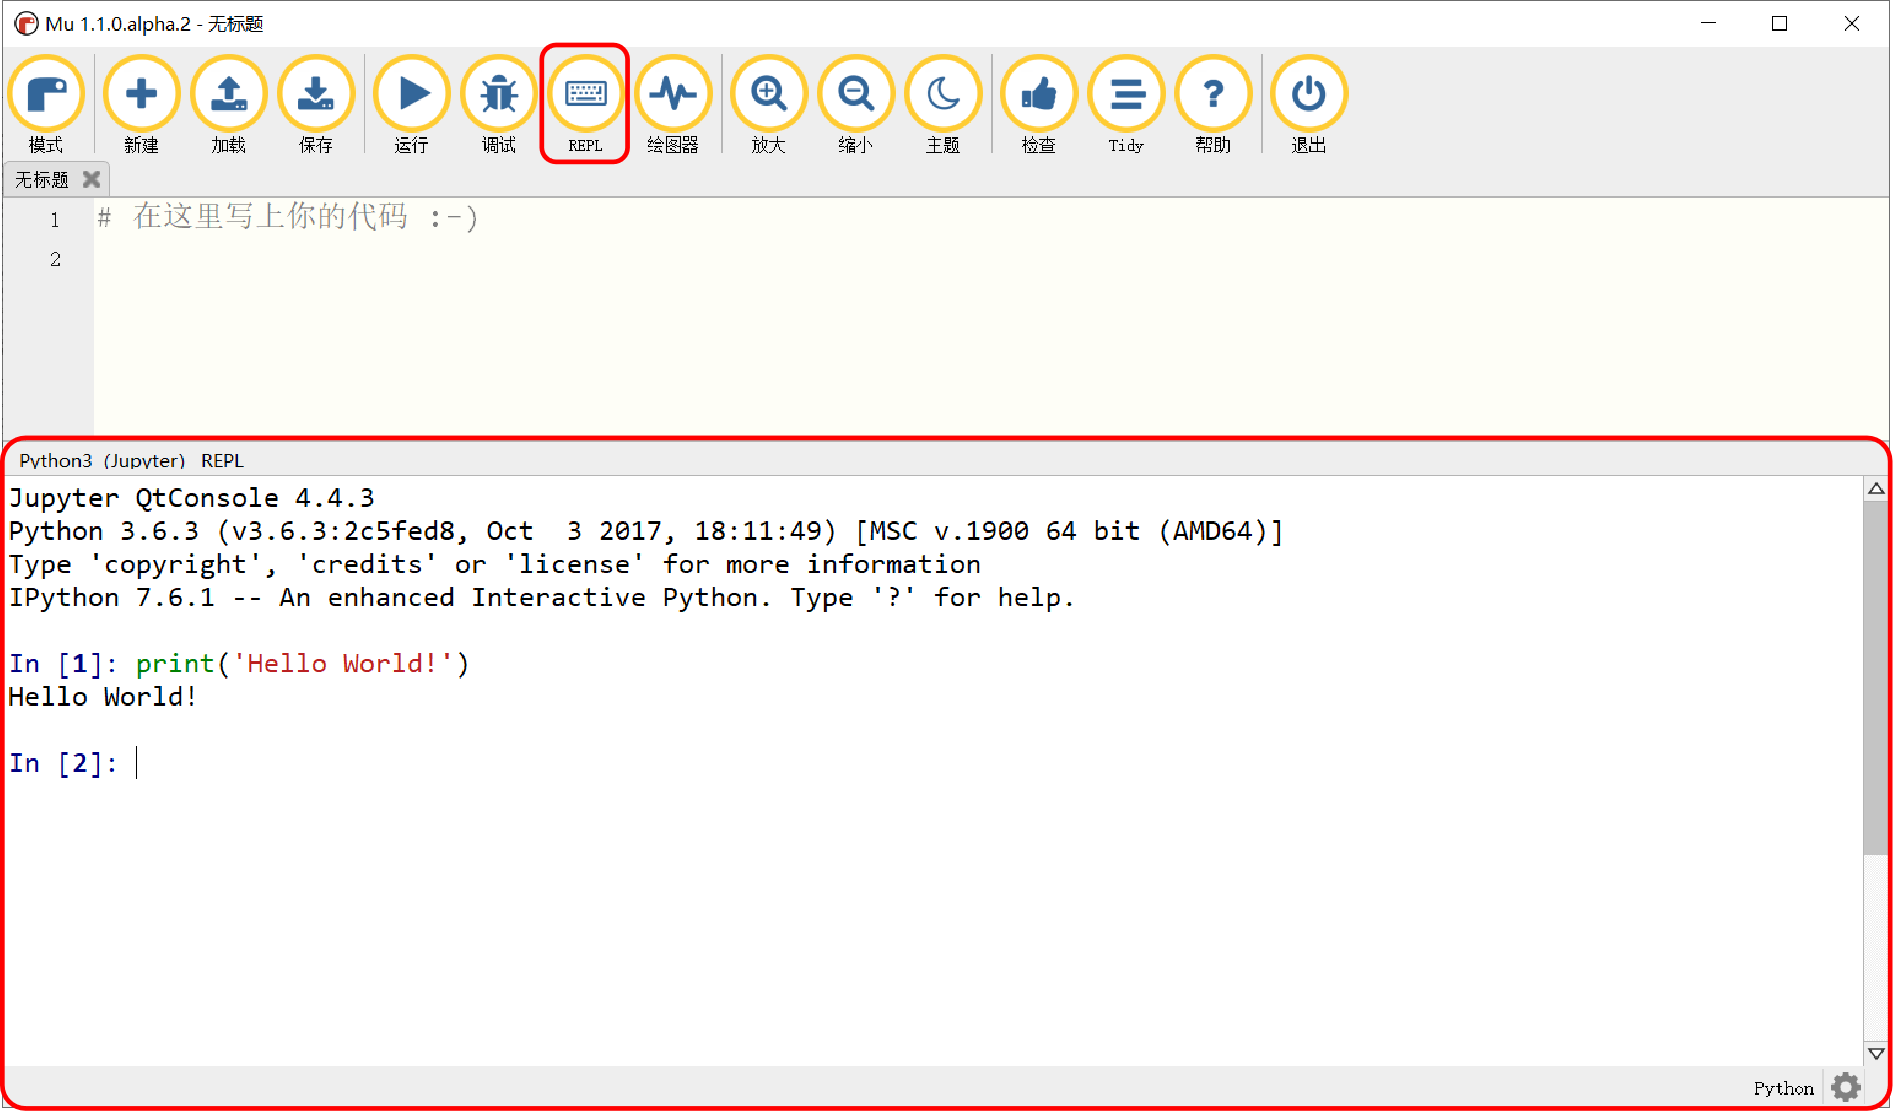 Mu 1.1.0.alpha.2 - 无标题
模式 新建 加载 保存 运行 调试 REPL 绘图器 放大 缩小 主题 检查 Tidy 帮助 退出
无标题
1 # 在这里写上你的代码 :-)
2
Python3 (Jupyter) REPL
Jupyter QtConsole 4.4.3
Python 3.6.3 (v3.6.3:2c5fed8, Oct  3 2017, 18:11:49) [MSC v.1900 64 bit (AMD64)]
Type 'copyright', 'credits' or 'license' for more information
IPython 7.6.1 -- An enhanced Interactive Python. Type '?' for help.
In [1]: print('Hello World!')
Hello World!
In [2]:
Python